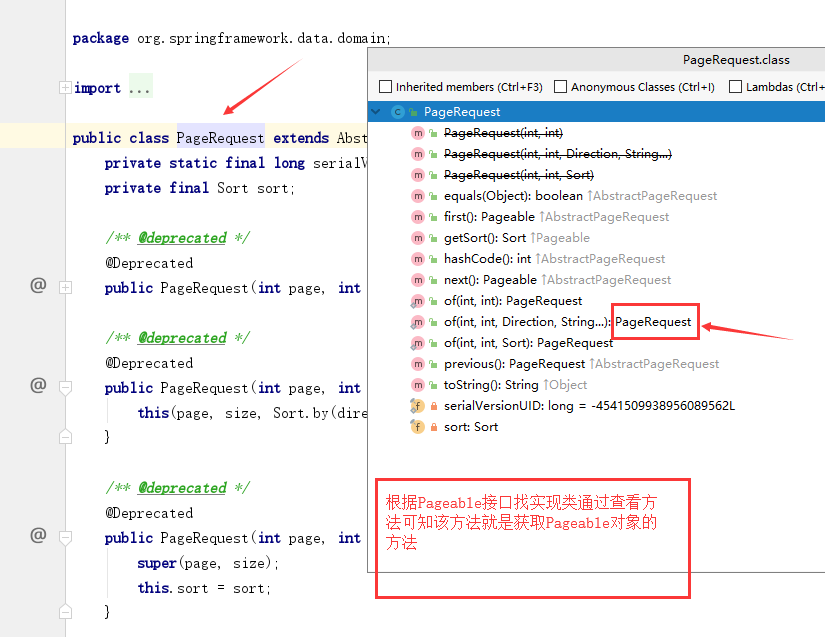 package org.springframework.data.domain;
import ...
public class PageRequest extends Abst
private static final long serialV
private final Sort sort;
/** @deprecated */
@Deprecated
public PageRequest(int page, int
/** @deprecated */
@Deprecated
public PageRequest(int page, int
this(page, size, Sort.by(dire
}
/** @deprecated */
@Deprecated
public PageRequest(int page, int
super(page, size);
this.sort = sort;
}
@
@
@
PageRequest.class
Inherited members (Ctrl+F3) Anonymous Classes (Ctrl+I) Lambdas (Ctrl+
C PageRequest
m PageRequest(int, int)
m PageRequest(int, int, Direction, String...)
m PageRequest(int, int, Sort)
m equals(Object): boolean ↑AbstractPageRequest
m first(): Pageable ↑AbstractPageRequest
m getSort(): Sort ↑Pageable
m hashCode(): int ↑AbstractPageRequest
m next(): Pageable ↑AbstractPageRequest
m of(int, int): PageRequest
m of(int, int, Direction, String...): PageRequest
m of(int, int, Sort): PageRequest
m previous(): PageRequest ↑AbstractPageRequest
m toString(): String ↑Object
f serialVersionUID: long = -4541509938956089562L
f sort: Sort
根据Pageable接口找实现类通过查看方
法可知该方法就是获取Pageable对象的
方法